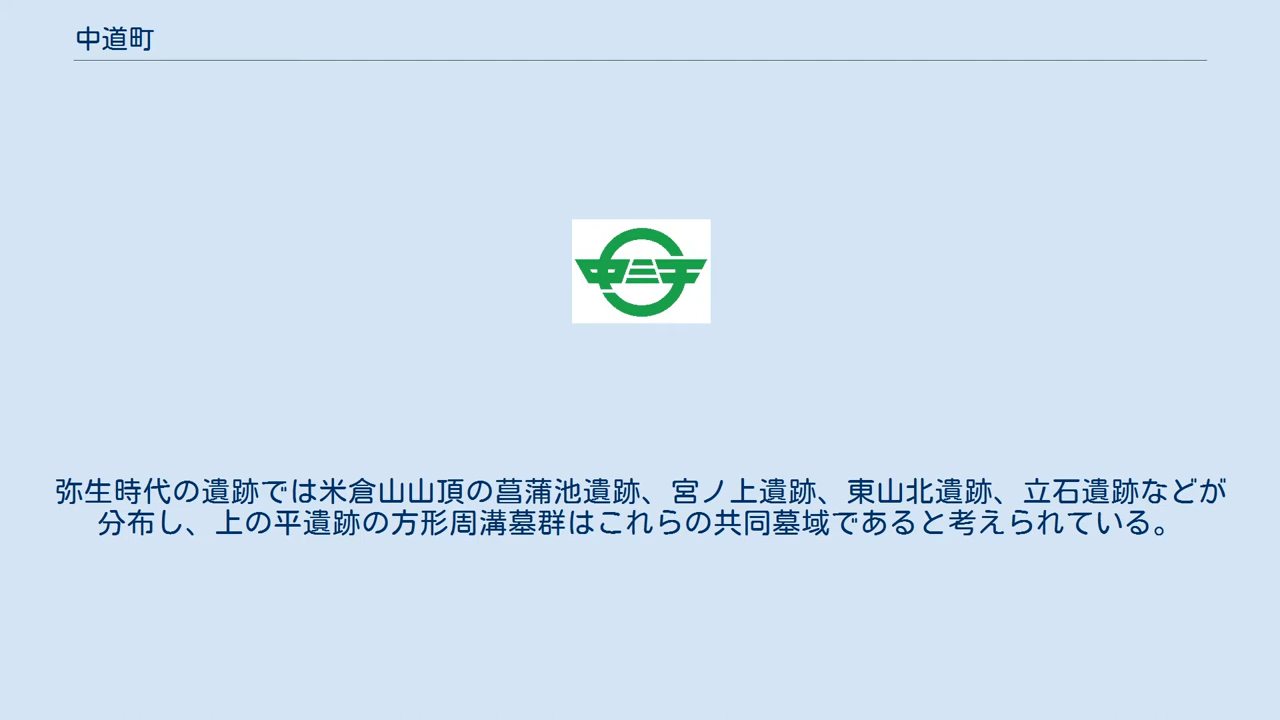 中道町
弥生時代の遺跡では米倉山山頂の菖蒲池遺跡、宮ノ上遺跡、東山北遺跡、立石遺跡などが
分布し、上の平遺跡の方形周溝墓群はこれらの共同墓域であると考えられている。